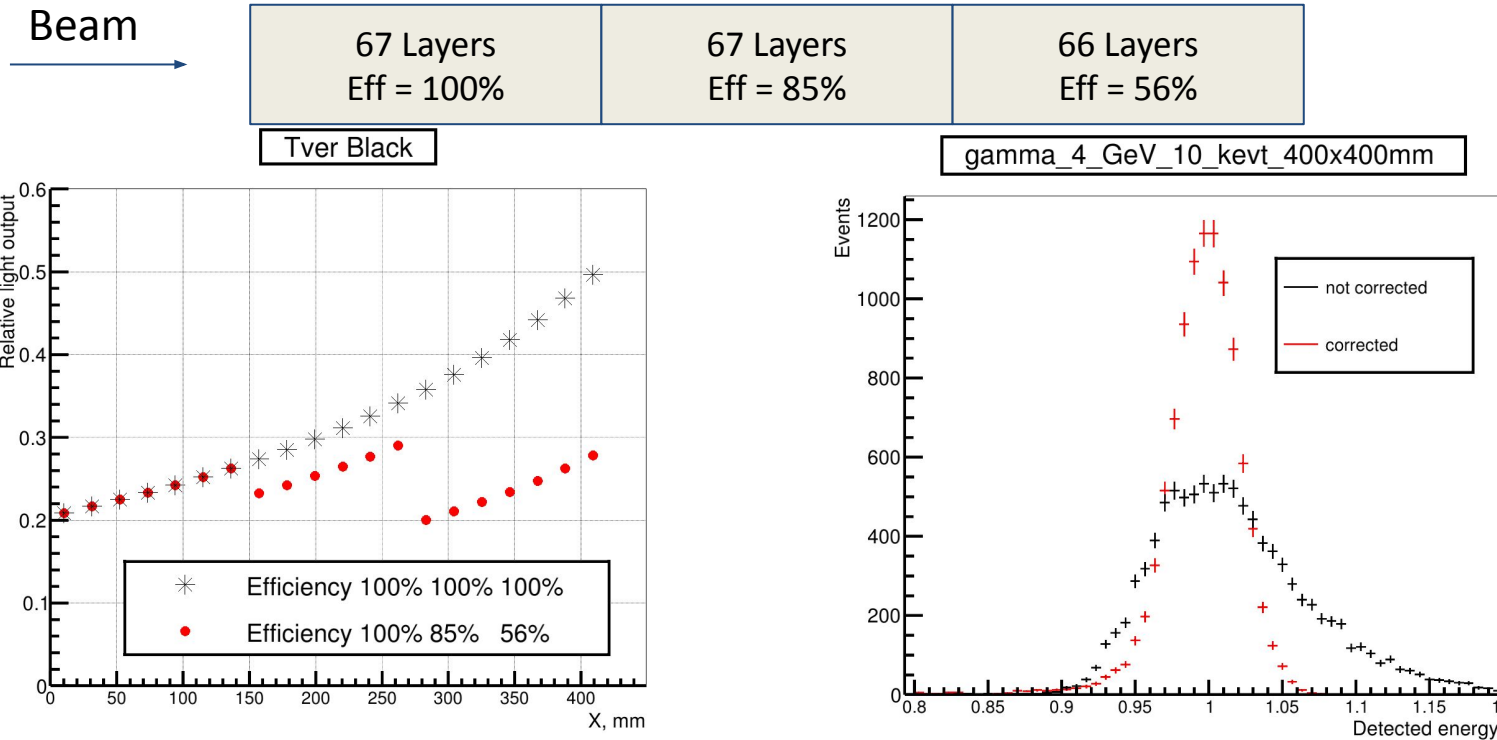 Beam
67 Layers
Eff = 100%
67 Layers
Eff = 85%
66 Layers
Eff = 56%
Tver Black
Relative light output
0.6
0.5
0.4
0.3
0.2
0.1
0
Efficiency 100% 100% 100%
Efficiency 100% 85% 56%
0 50 100 150 200 250 300 350 400
X, mm
gamma_4_GeV_10_kevt_400x400mm
Events
1200
1000
800
600
400
200
0
not corrected
corrected
0.8 0.85 0.9 0.95 1 1.05 1.1 1.15
Detected energy